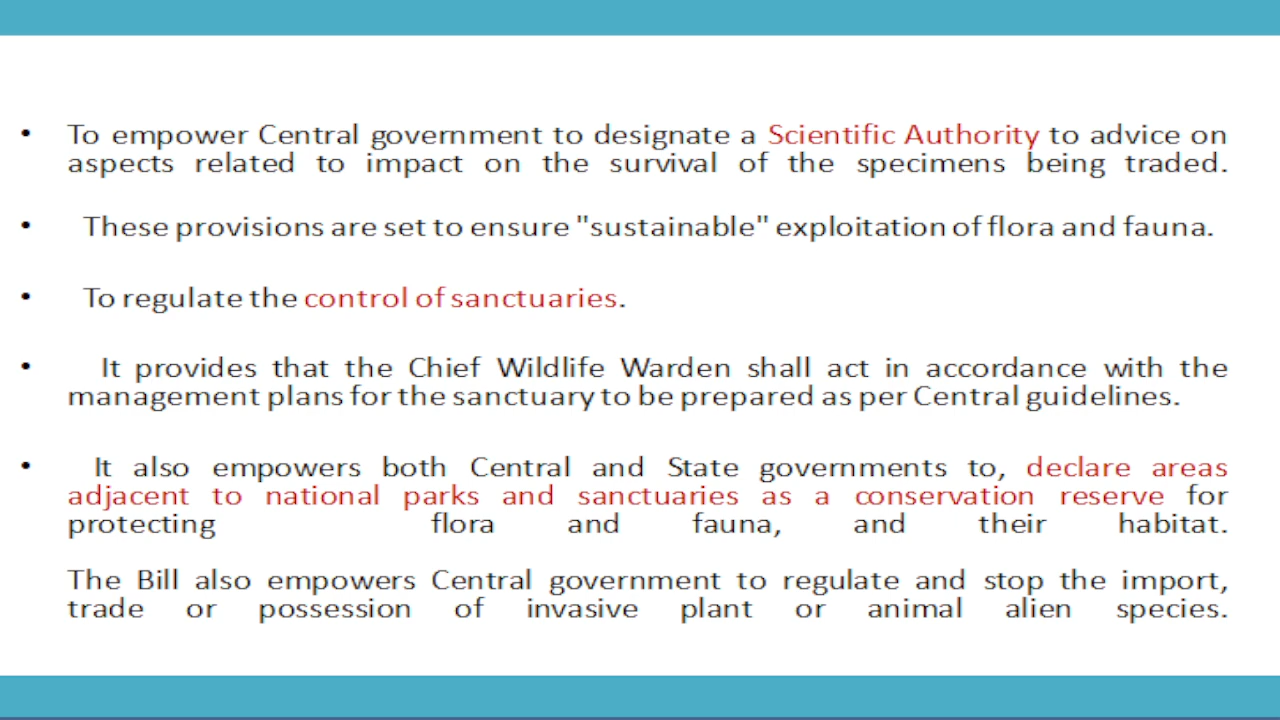 • To empower Central government to designate a Scientific Authority to advice on
aspects related to impact on the survival of the specimens being traded.
• These provisions are set to ensure "sustainable" exploitation of flora and fauna.
• To regulate the control of sanctuaries.
• It provides that the Chief Wildlife Warden shall act in accordance with the
management plans for the sanctuary to be prepared as per Central guidelines.
• It also empowers both Central and State governments to, declare areas
adjacent to national parks and sanctuaries as a conservation reserve for
protecting flora and fauna, and their habitat.
The Bill also empowers Central government to regulate and stop the import,
trade or possession of invasive plant or animal alien species.